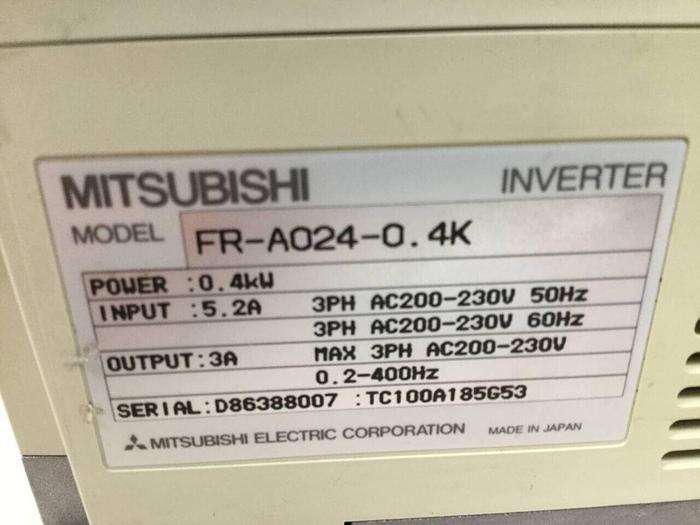 MITSUBISHI INVERTER
MODEL FR-A024-0.4K
POWER :0.4kW
INPUT :5.2A 3PH AC200-230V 50Hz
3PH AC200-230V 60Hz
OUTPUT:3A MAX 3PH AC200-230V
0.2-400Hz
SERIAL:D86388007 :TC100A185G53
MITSUBISHI ELECTRIC CORPORATION MADE IN JAPAN